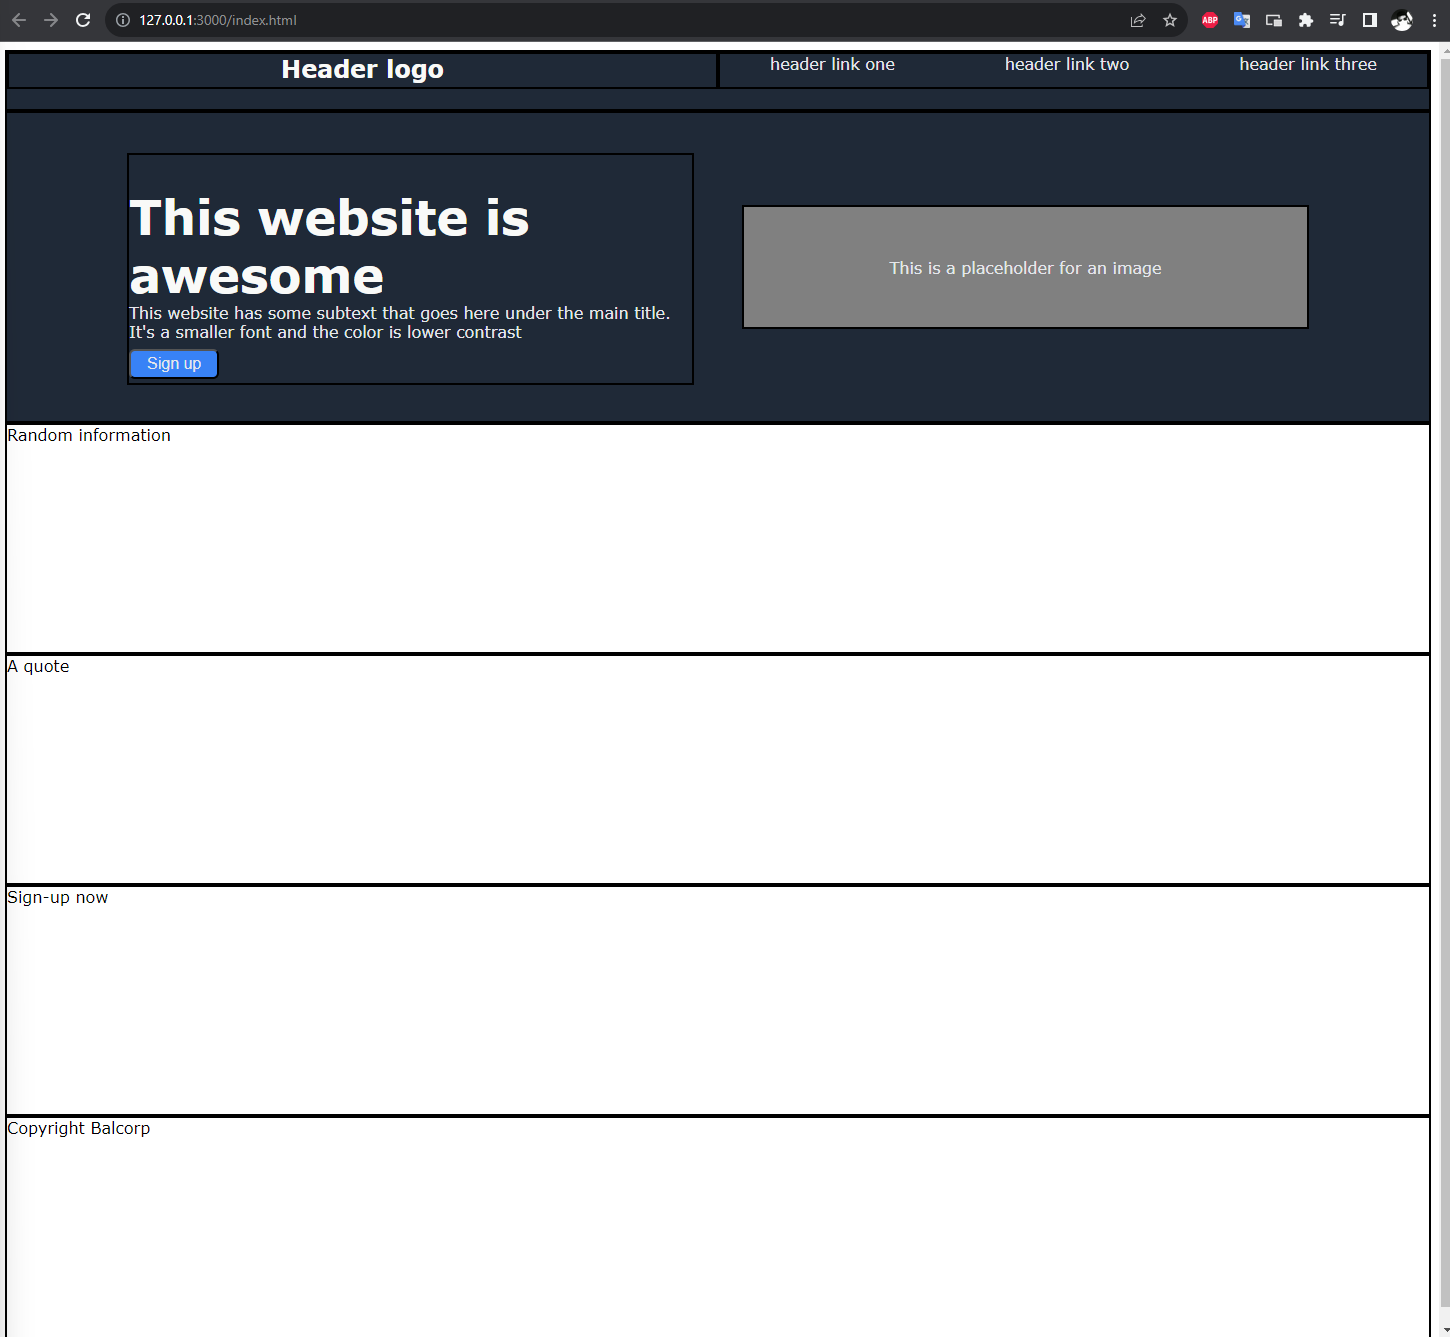 127.0.0.1:3000/index.html
ABP
Header logo
header link one
header link two
header link three
This website is
awesome
This is a placeholder for an image
This website has some subtext that goes here under the main title.
It's a smaller font and the color is lower contrast
Sign up
Random information
A quote
Sign-up now
Copyright Balcorp